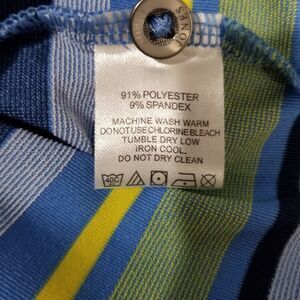 91% POLYESTER
9% SPANDEX
MACHINE WASH WARM
DO NOT USE CHLORINE BLEACH
TUMBLE DRY LOW
IRON COOL.
DO NOT DRY CLEAN
40C